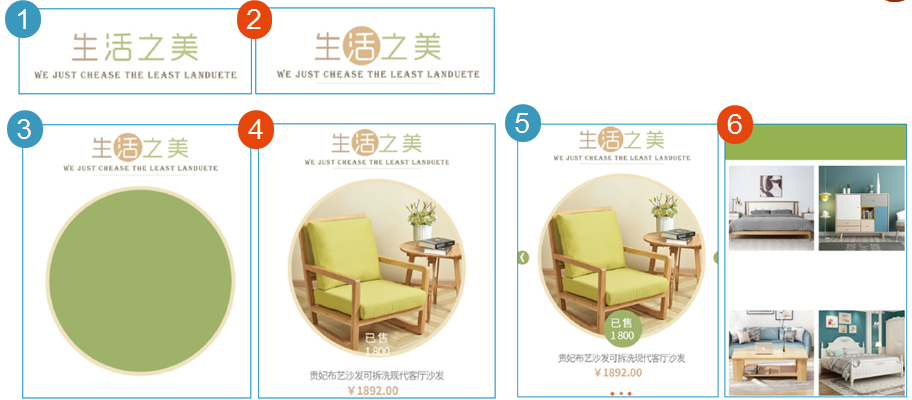 1
生活之美
WE JUST CHEASE THE LEAST LANDUETE
2
生活之美
WE JUST CHEASE THE LEAST LANDUETE
3
生活之美
WE JUST CHEASE THE LEAST LANDUETE
4
生活之美
WE JUST CHEASE THE LEAST LANDUETE
已售
1800
贵妃布艺沙发可拆洗现代客厅沙发
￥1892.00
5
生活之美
WE JUST CHEASE THE LEAST LANDUETE
已售
1800
贵妃布艺沙发可拆洗现代客厅沙发
￥1892.00
6